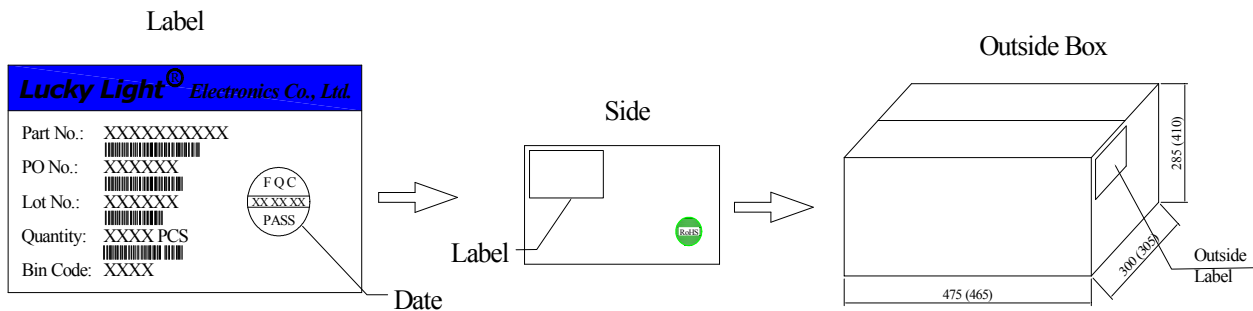 Label
Lucky Light® Electronics Co., Ltd.
Part No.: XXXXXXXXXX
PO No.: XXXXXX
Lot No.: XXXXXX
Quantity: XXXX PCS
Bin Code: XXXX
F Q C
XX XX XX
PASS
Date
Side
Label
RoHS
Outside Box
285 (410)
300 (305)
475 (465)
Outside
Label